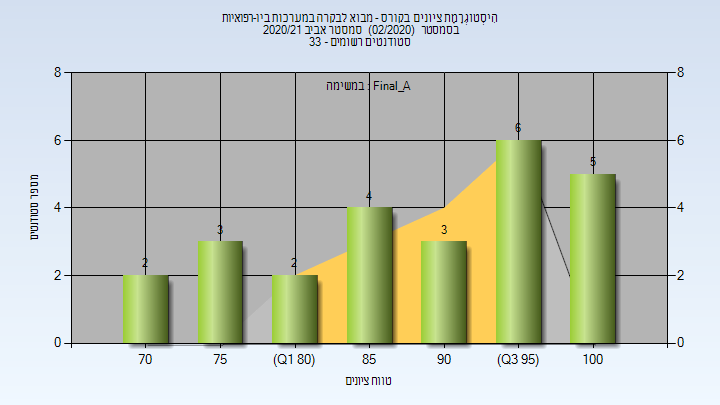 היסטוגרמת ציונים בקורס - מבוא לבקרה במערכות ביו-רפואיות
בסמסטר (02/2020) סמסטר אביב 2020/21
סטודנטים רשומים - 33
במשימה : Final_A
מספר סטודנטים
8 8
6 6
4 4
2 2
0 0
2 3 2 4 3 6 5
70 75 (Q1 80) 85 90 (Q3 95) 100
טווח ציונים